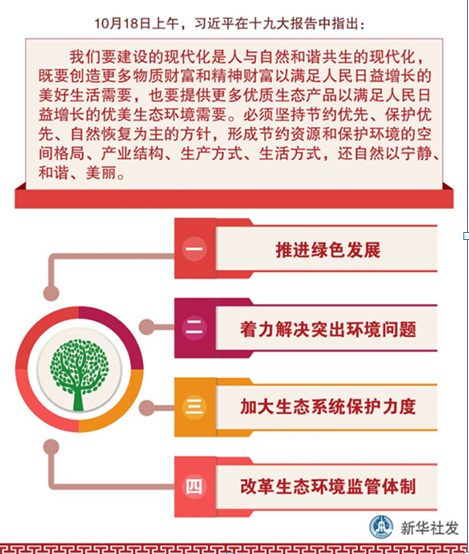 10月18日上午，习近平在十九大报告中指出：
我们要建设的现代化是人与自然和谐共生的现代化，
既要创造更多物质财富和精神财富以满足人民日益增长的
美好生活需要，也要提供更多优质生态产品以满足人民日
益增长的优美生态环境需要。必须坚持节约优先、保护优
先、自然恢复为主的方针，形成节约资源和保护环境的空
间格局、产业结构、生产方式、生活方式，还自然以宁静、
和谐、美丽。
一 推进绿色发展
二 着力解决突出环境问题
三 加大生态系统保护力度
四 改革生态环境监管体制
新华社发